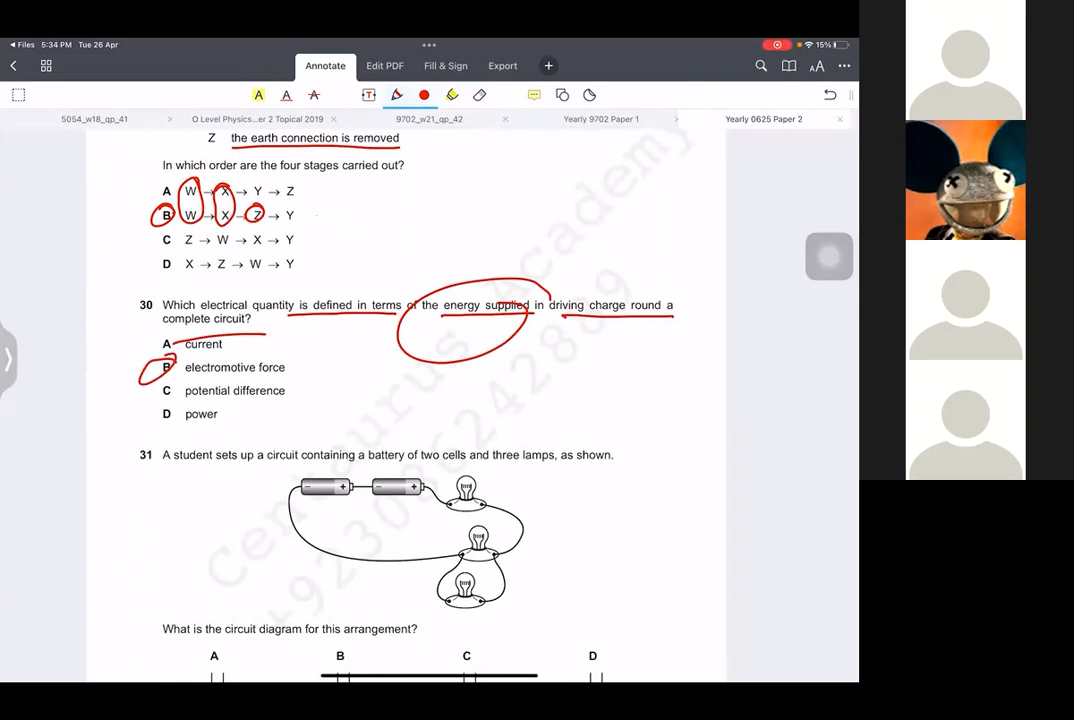 Files 5:34 PM Tue 26 Apr 15%
Annotate Edit PDF Fill & Sign Export
5054_w18_qp_41 O Level Physics...er 2 Topical 2019 9702_w21_qp_42 Yearly 9702 Paper 1 Yearly 0625 Paper 2
Z the earth connection is removed
In which order are the four stages carried out?
A W → X → Y → Z
B W → X → Z → Y
C Z → W → X → Y
D X → Z → W → Y
30 Which electrical quantity is defined in terms of the energy supplied in driving charge round a
complete circuit?
A current
B electromotive force
C potential difference
D power
31 A student sets up a circuit containing a battery of two cells and three lamps, as shown.
What is the circuit diagram for this arrangement?
A B C D
Centaurus Academy
+923086242889